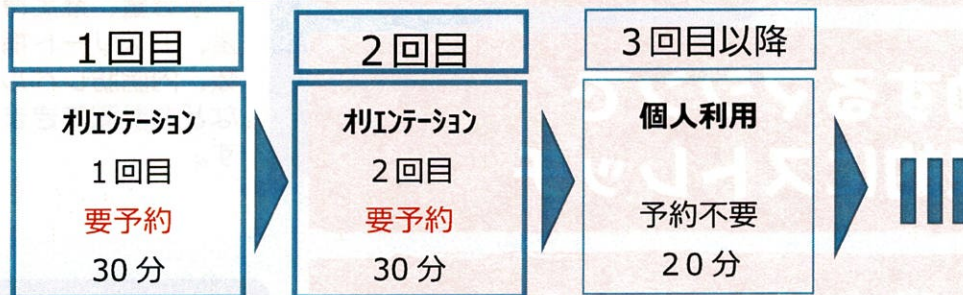 1回目
オリエンテーション
1回目
要予約
30分
2回目
オリエンテーション
2回目
要予約
30分
3回目以降
個人利用
予約不要
20分